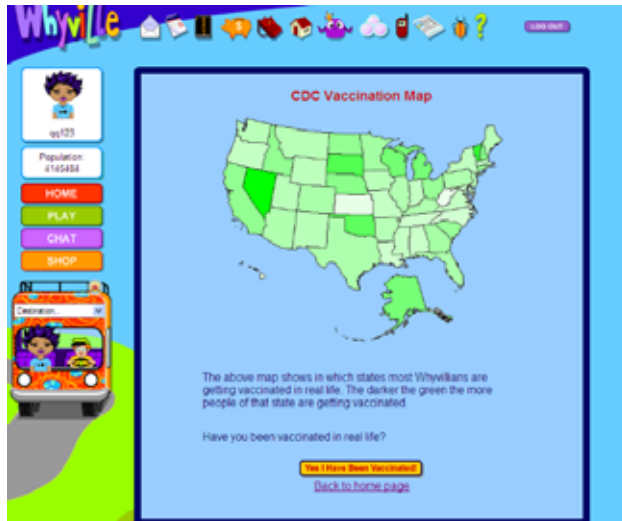 Whyville
LOG OUT
CDC Vaccination Map
qq123
Population:
4145484
HOME
PLAY
CHAT
SHOP
Destination...
The above map shows in which states most Whyvillians are
getting vaccinated in real life. The darker the green the more
people of that state are getting vaccinated.
Have you been vaccinated in real life?
Yes I Have Been Vaccinated!
Back to home page